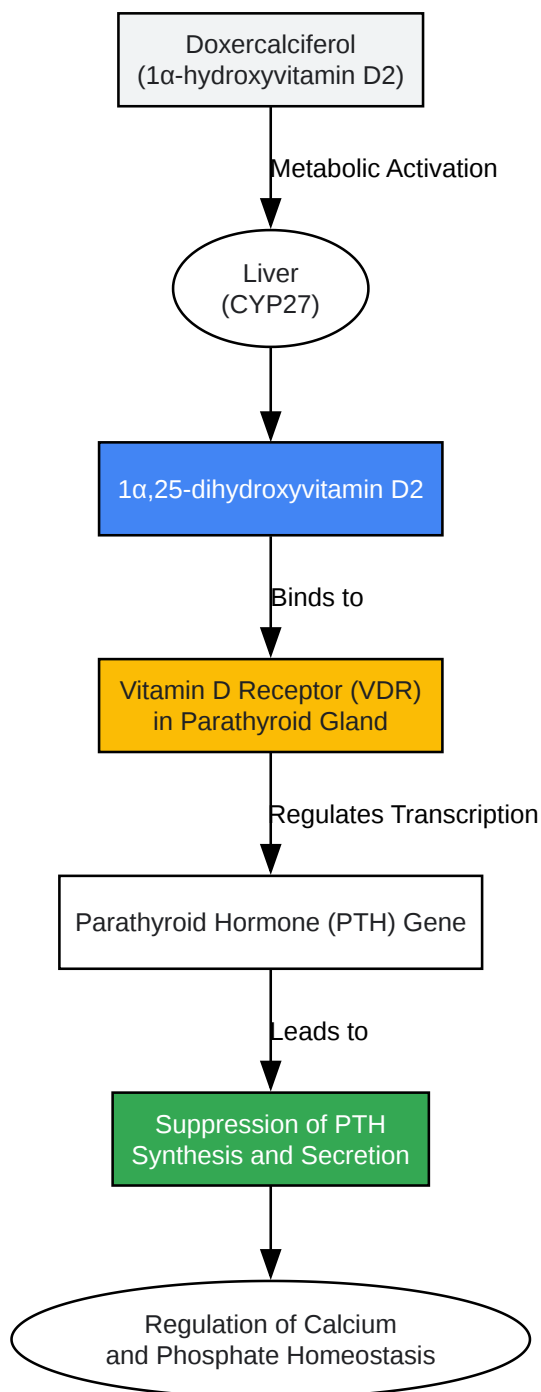 Doxercalciferol
(1α-hydroxyvitamin D2)
Metabolic Activation
Liver
(CYP27)
1α,25-dihydroxyvitamin D2
Binds to
Vitamin D Receptor (VDR)
in Parathyroid Gland
Regulates Transcription
Parathyroid Hormone (PTH) Gene
Leads to
Suppression of PTH
Synthesis and Secretion
Regulation of Calcium
and Phosphate Homeostasis